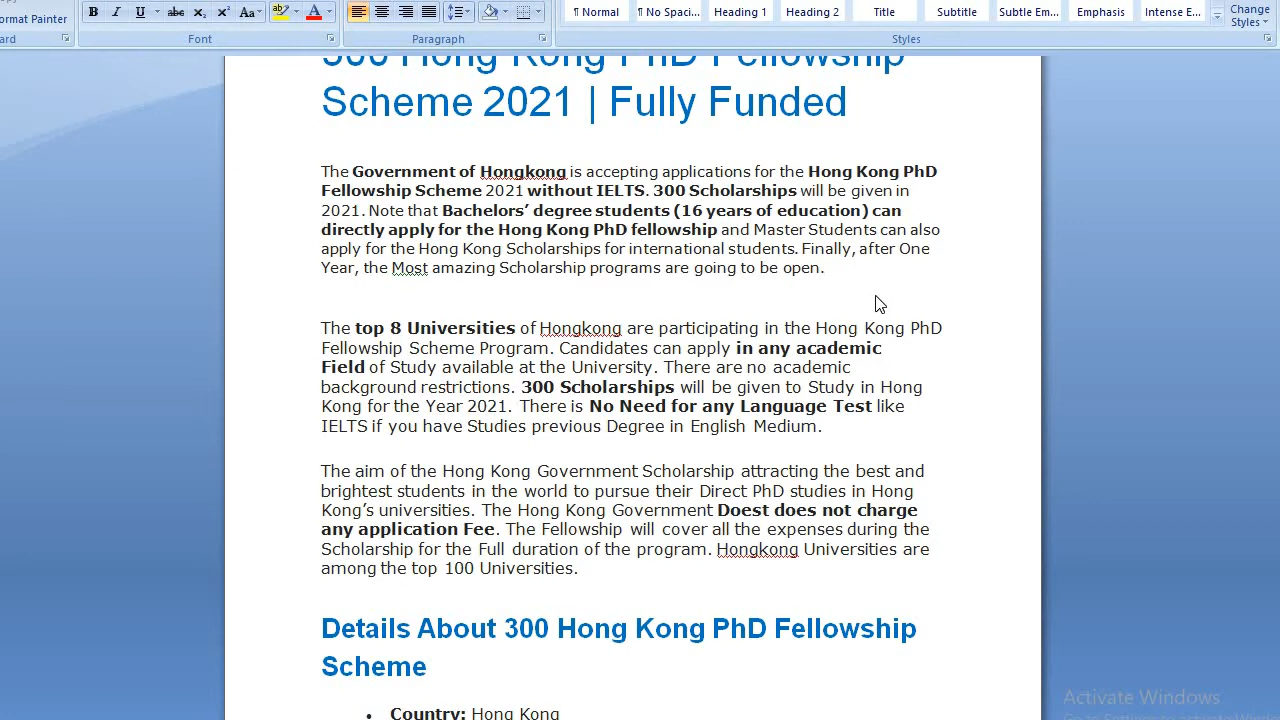 ormat Painter
B I U abc X₂ X² Aa ab A
¶ Normal ¶ No Spaci... Heading 1 Heading 2 Title Subtitle Subtle Em... Emphasis Intense E... Change Styles
ard Font Paragraph Styles
300 Hong Kong PhD Fellowship
Scheme 2021 | Fully Funded
The Government of Hongkong is accepting applications for the Hong Kong PhD
Fellowship Scheme 2021 without IELTS. 300 Scholarships will be given in
2021. Note that Bachelors’ degree students (16 years of education) can
directly apply for the Hong Kong PhD fellowship and Master Students can also
apply for the Hong Kong Scholarships for international students. Finally, after One
Year, the Most amazing Scholarship programs are going to be open.
The top 8 Universities of Hongkong are participating in the Hong Kong PhD
Fellowship Scheme Program. Candidates can apply in any academic
Field of Study available at the University. There are no academic
background restrictions. 300 Scholarships will be given to Study in Hong
Kong for the Year 2021. There is No Need for any Language Test like
IELTS if you have Studies previous Degree in English Medium.
The aim of the Hong Kong Government Scholarship attracting the best and
brightest students in the world to pursue their Direct PhD studies in Hong
Kong’s universities. The Hong Kong Government Doest does not charge
any application Fee. The Fellowship will cover all the expenses during the
Scholarship for the Full duration of the program. Hongkong Universities are
among the top 100 Universities.
Details About 300 Hong Kong PhD Fellowship
Scheme
• Country: Hong Kong
Activate Windows